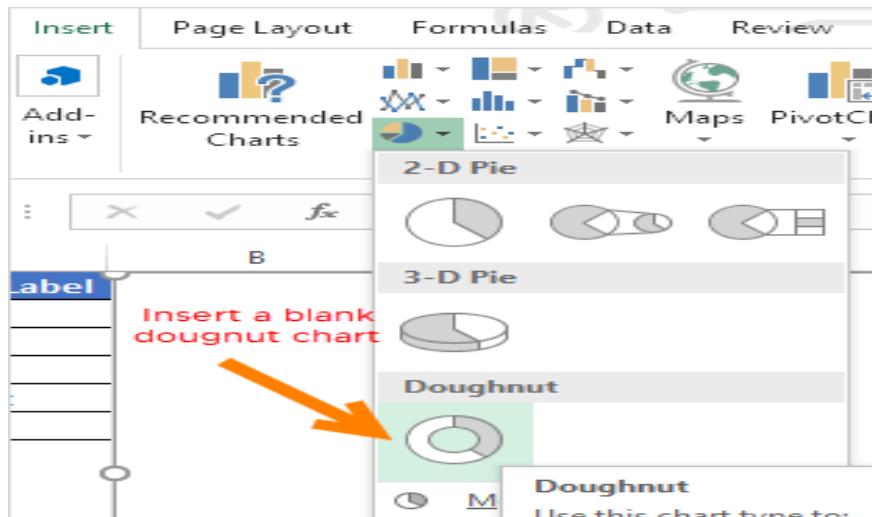 Insert Page Layout Formulas Data Review
Add-ins
Recommended Charts
Maps
PivotCh
2-D Pie
fx
B
3-D Pie
Label
Insert a blank
dougnut chart
Doughnut
M
Doughnut
Use this chart type to: